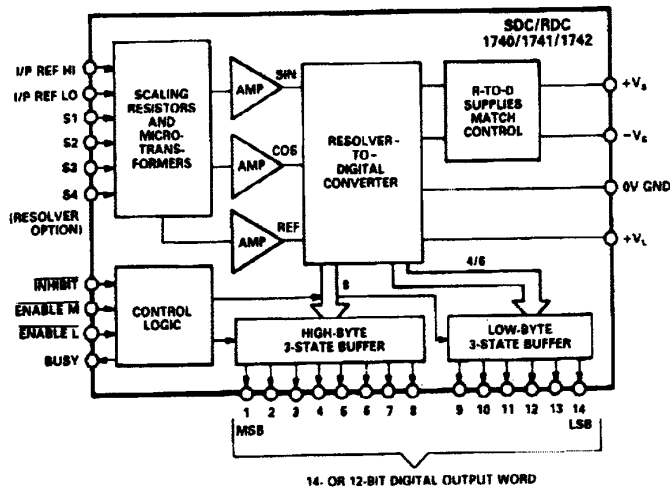 SDC/RDC
1740/1741/1742
I/P REF HI
I/P REF LO
S1
S2
S3
S4
(RESOLVER
OPTION)
SCALING
RESISTORS
AND
MICRO-
TRANS-
FORMERS
AMP
SIN
AMP
COS
AMP
REF
RESOLVER-
TO-
DIGITAL
CONVERTER
R-TO-D
SUPPLIES
MATCH
CONTROL
+VS
-VS
0V GND
+VL
INHIBIT
ENABLE M
ENABLE L
BUSY
CONTROL
LOGIC
8
4/6
HIGH-BYTE
3-STATE BUFFER
LOW-BYTE
3-STATE BUFFER
1 2 3 4 5 6 7 8 9 10 11 12 13 14
MSB LSB
14- OR 12-BIT DIGITAL OUTPUT WORD